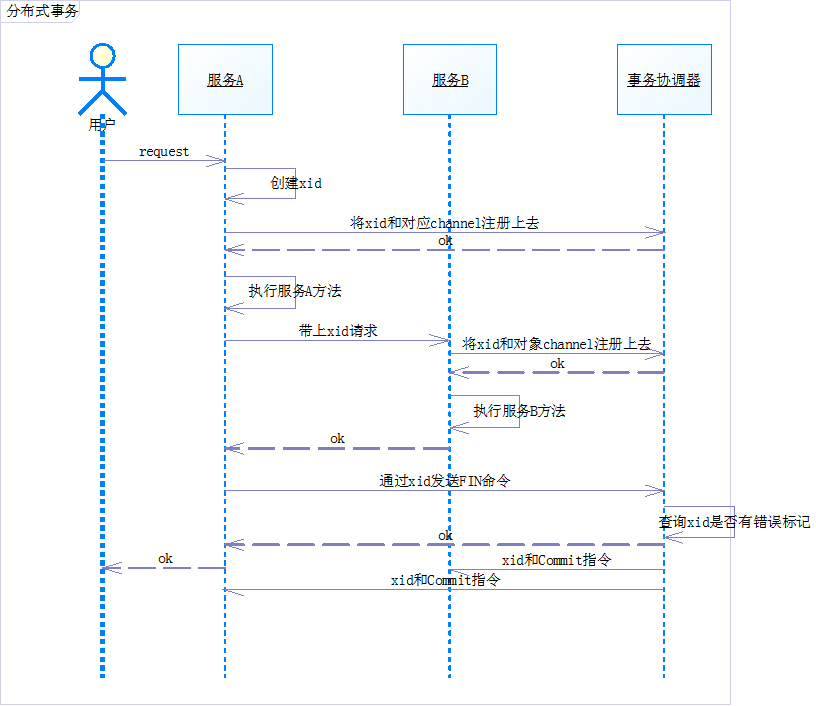 分布式事务
用户
服务A
服务B
事务协调器
request
创建xid
将xid和对应channel注册上去
ok
执行服务A方法
带上xid请求
将xid和对象channel注册上去
ok
执行服务B方法
ok
通过xid发送FIN命令
查询xid是否有错误标记
ok
ok
xid和Commit指令
xid和Commit指令